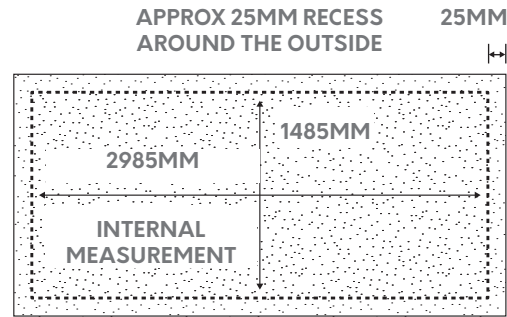 APPROX 25MM RECESS
AROUND THE OUTSIDE
25MM
1485MM
2985MM
INTERNAL
MEASUREMENT